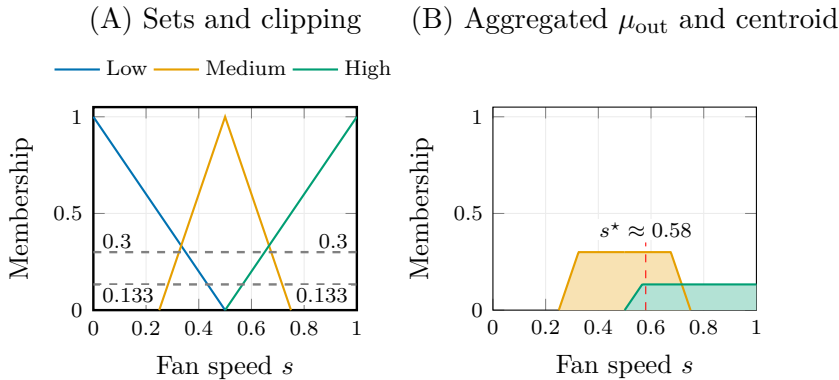 (A) Sets and clipping
Low Medium High
Membership
1
0.5
0
0.3 0.3
0.133 0.133
0 0.2 0.4 0.6 0.8 1
Fan speed s
(B) Aggregated μout and centroid
Membership
1
0.5
0
s⋆ ≈ 0.58
0 0.2 0.4 0.6 0.8 1
Fan speed s